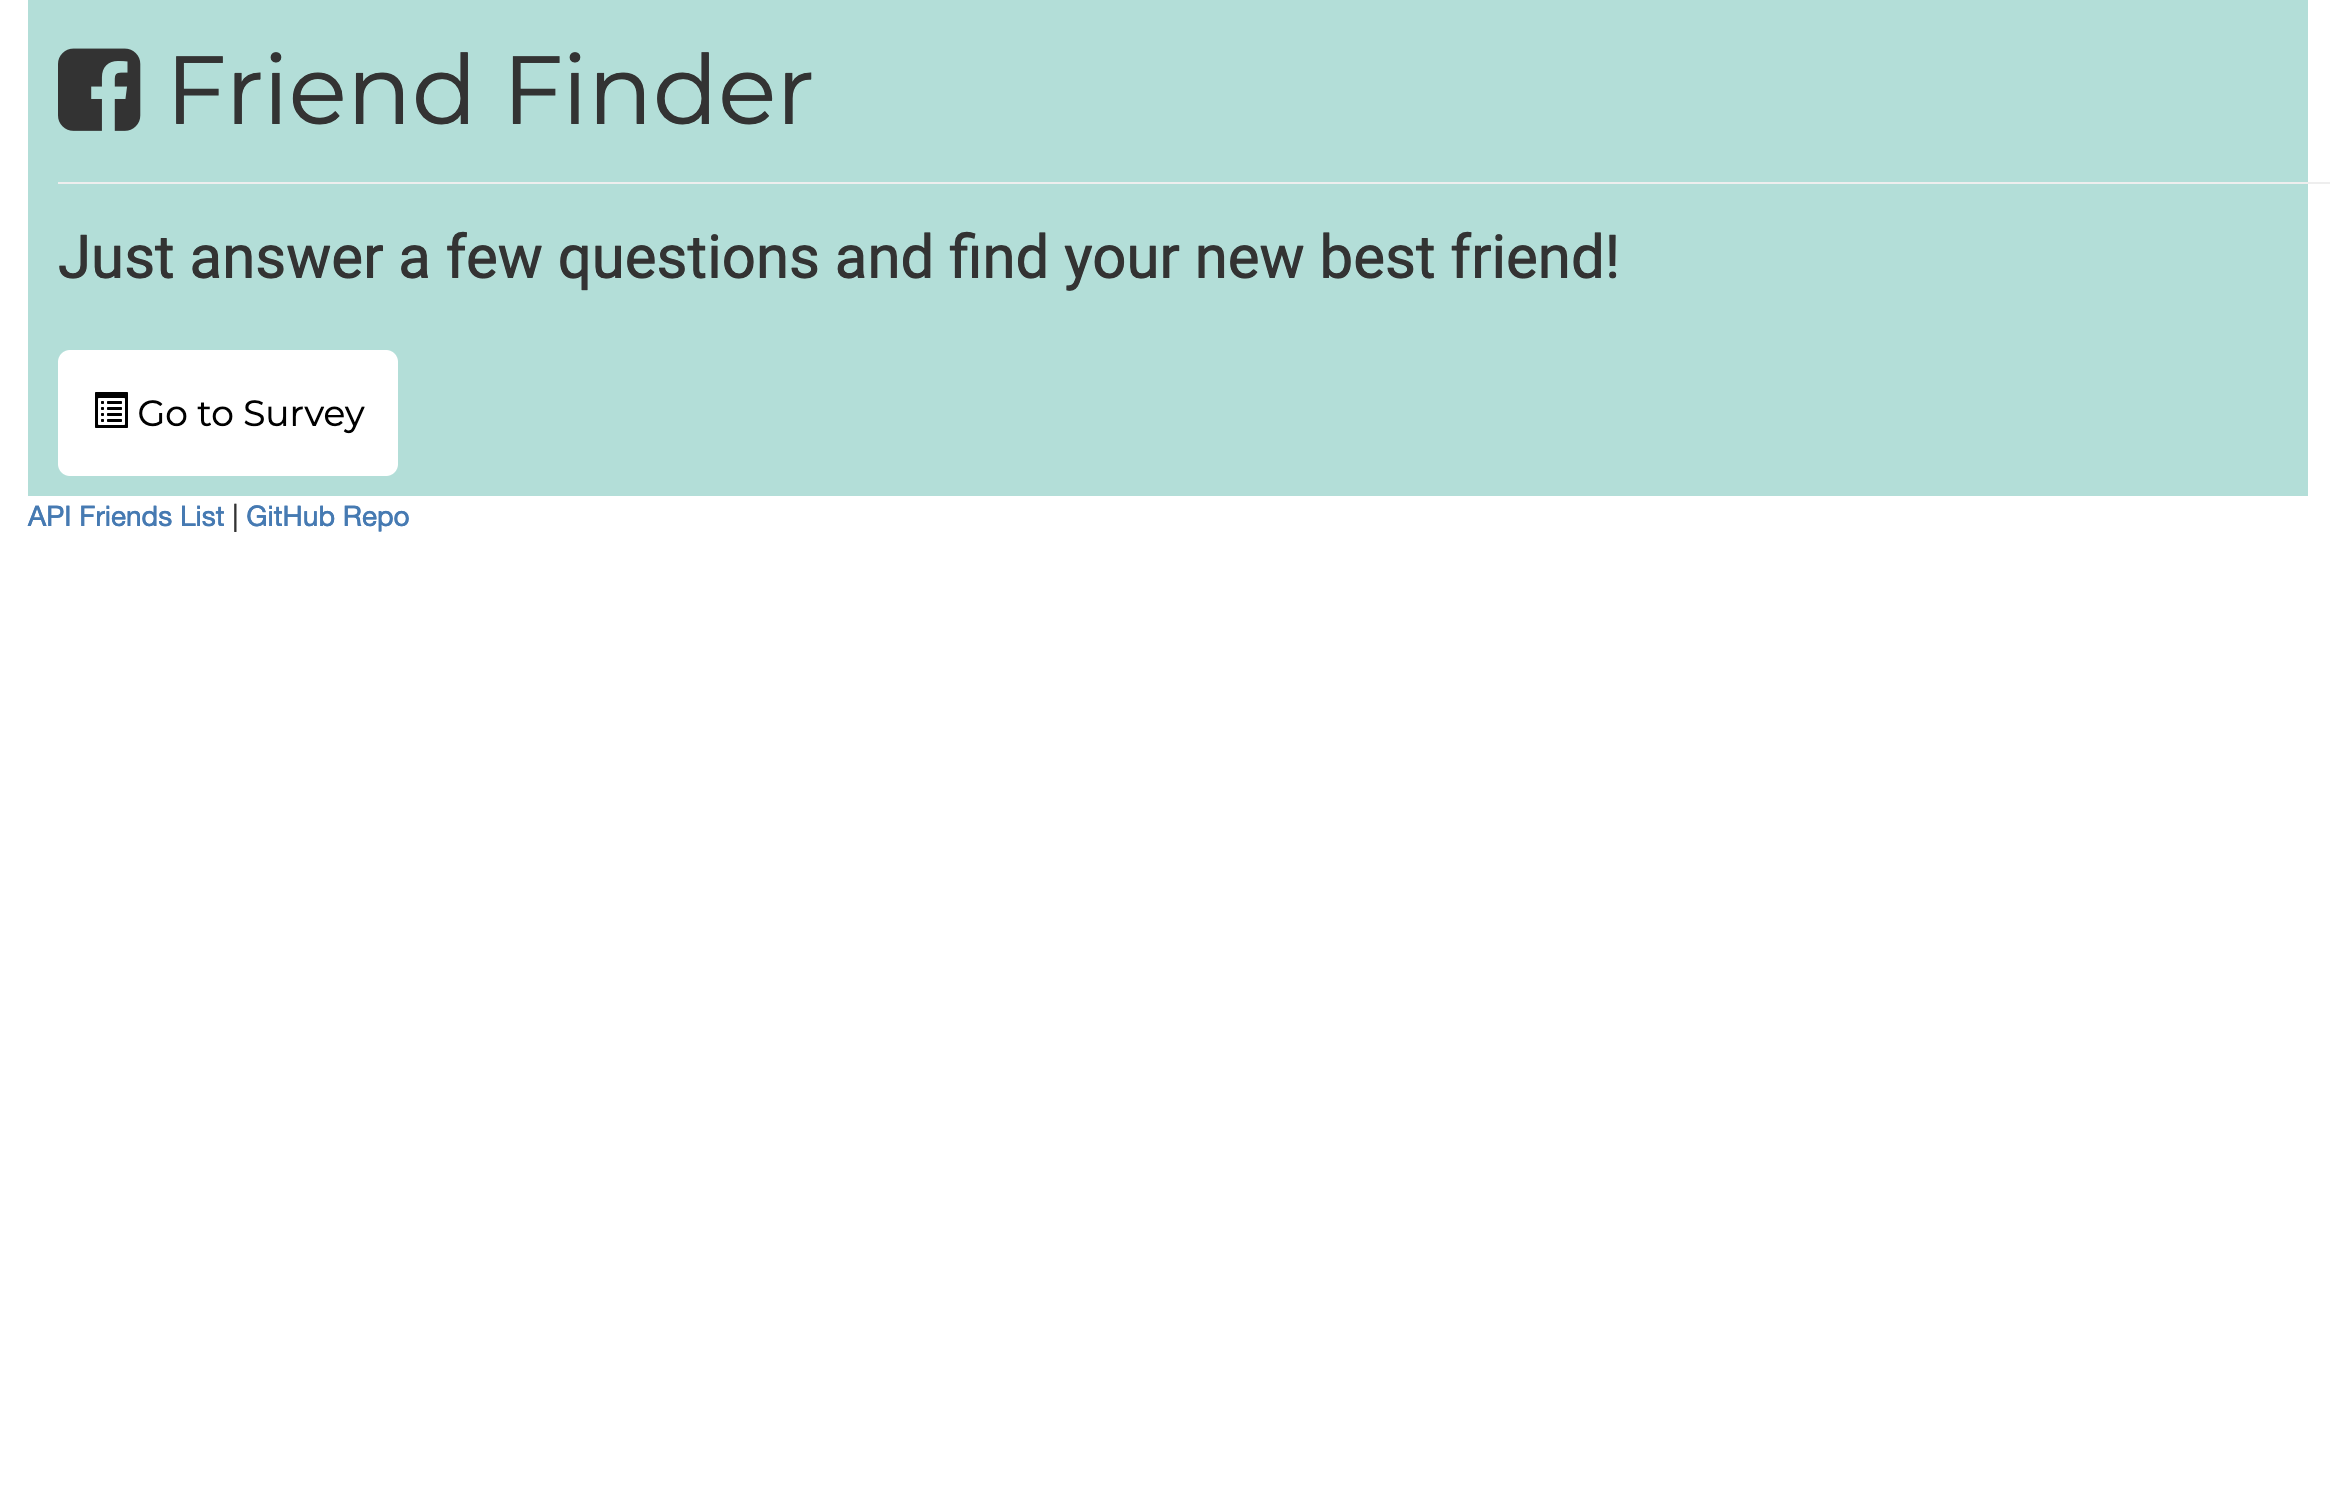 Friend Finder
Just answer a few questions and find your new best friend!
Go to Survey
API Friends List | GitHub Repo